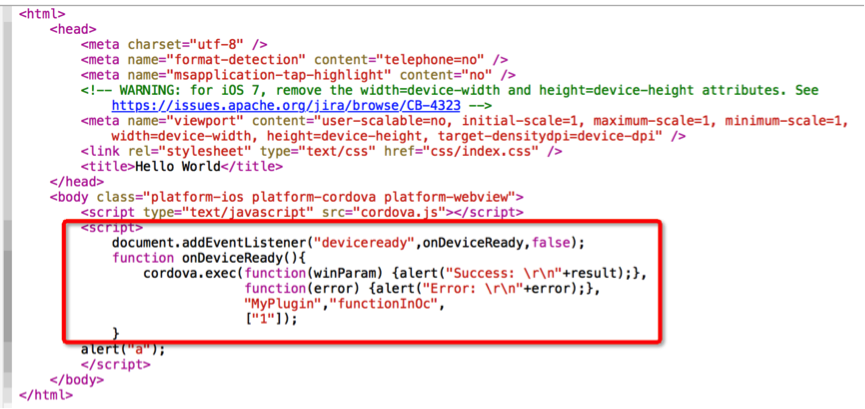 <html>
<head>
<meta charset="utf-8" />
<meta name="format-detection" content="telephone=no" />
<meta name="msapplication-tap-highlight" content="no" />
<!-- WARNING: for iOS 7, remove the width=device-width and height=device-height attributes. See
https://issues.apache.org/jira/browse/CB-4323 -->
<meta name="viewport" content="user-scalable=no, initial-scale=1, maximum-scale=1, minimum-scale=1,
width=device-width, height=device-height, target-densitydpi=device-dpi" />
<link rel="stylesheet" type="text/css" href="css/index.css" />
<title>Hello World</title>
</head>
<body class="platform-ios platform-cordova platform-webview">
<script type="text/javascript" src="cordova.js"></script>
<script>
document.addEventListener("deviceready",onDeviceReady,false);
function onDeviceReady(){
cordova.exec(function(winParam) {alert("Success: \r\n"+result);},
function(error) {alert("Error: \r\n"+error);},
"MyPlugin","functionInOc",
["1"]);
}
alert("a");
</script>
</body>
</html>